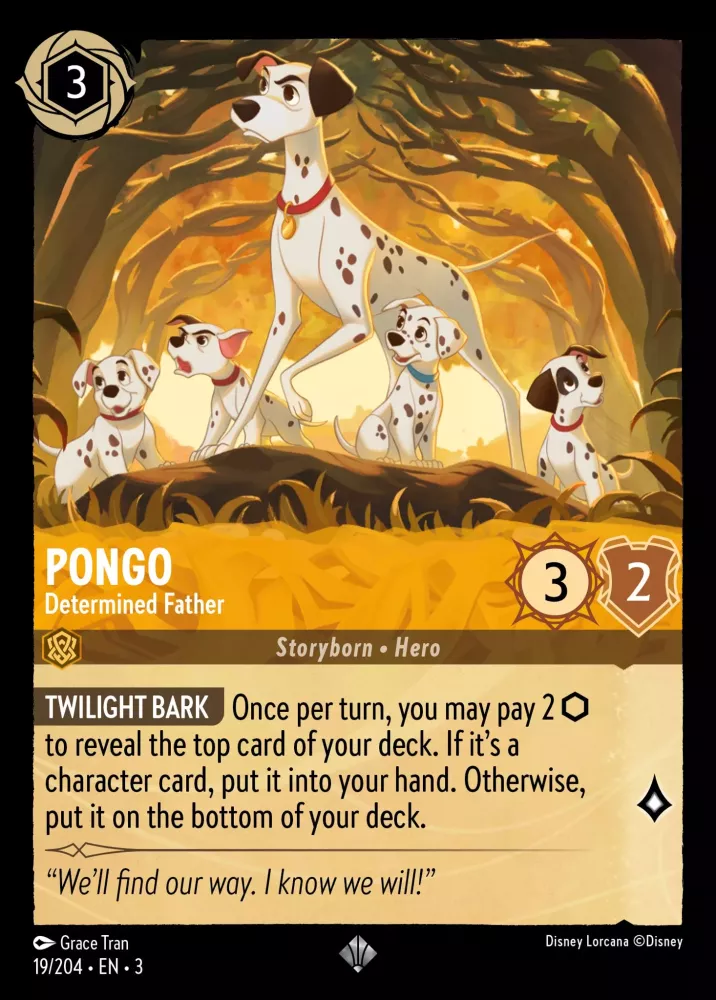 3
PONGO
Determined Father
3
2
Storyborn • Hero
TWILIGHT BARK Once per turn, you may pay 2 ⬡
to reveal the top card of your deck. If it’s a
character card, put it into your hand. Otherwise,
put it on the bottom of your deck.
“We’ll find our way. I know we will!”
Grace Tran
Disney Lorcana ©Disney
19/204 • EN • 3